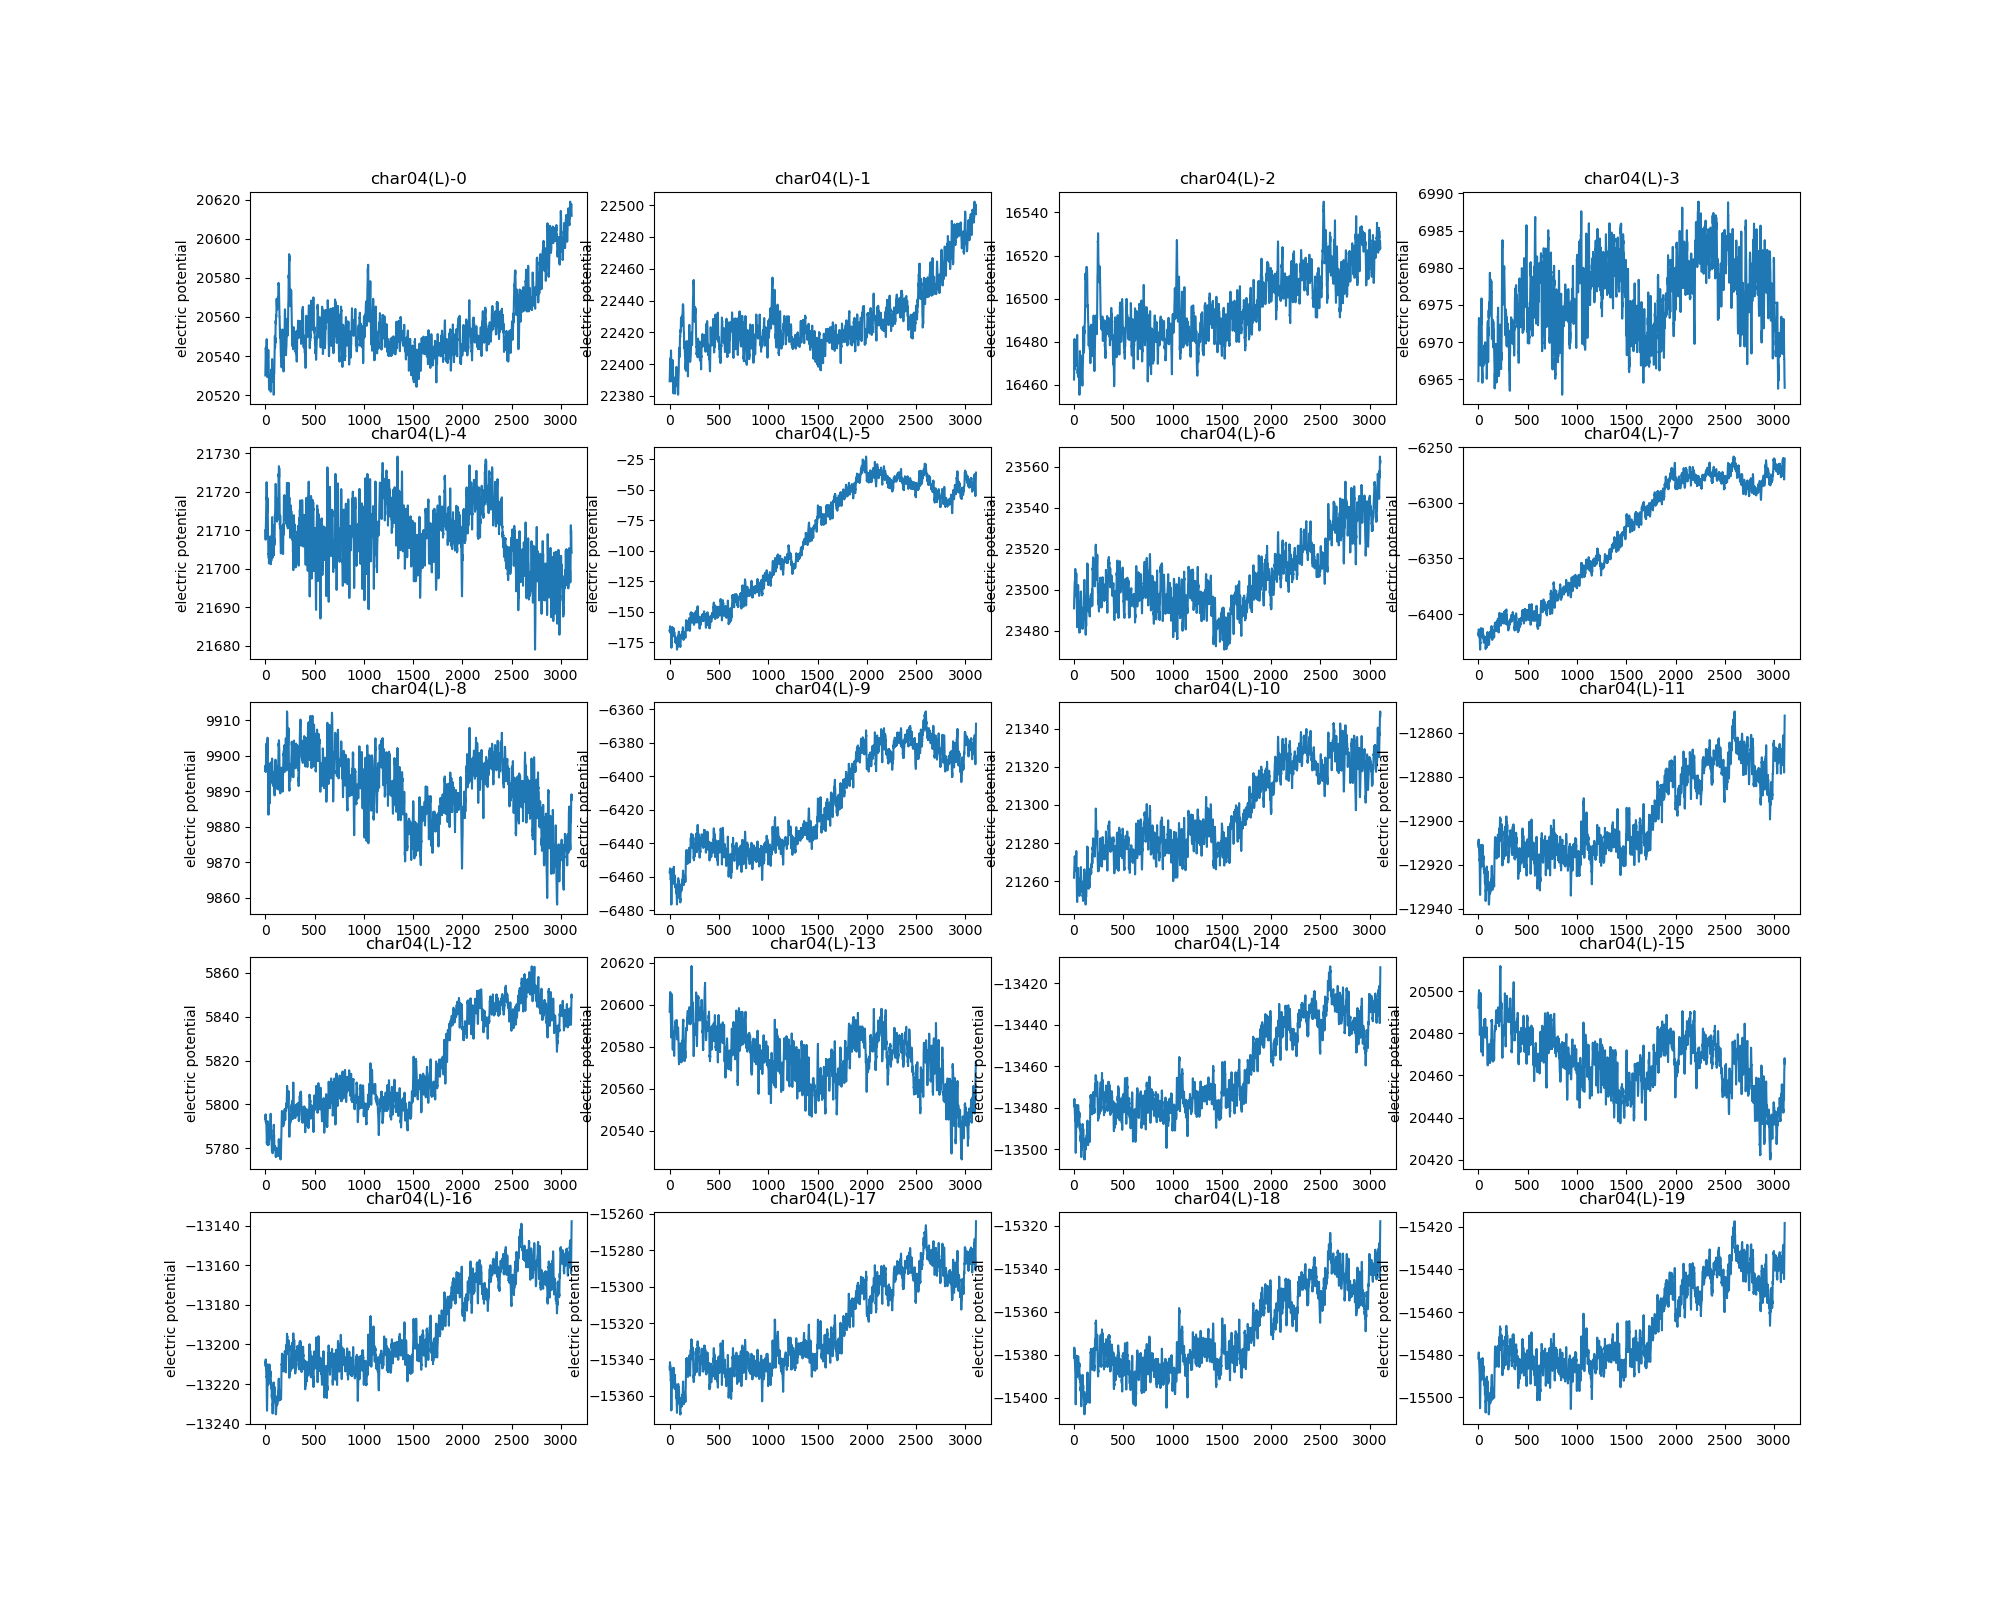 char04(L)-0 char04(L)-1 char04(L)-2 char04(L)-3
electric potential electric potential electric potential electric potential
20620 22500 16540 6990
20600 22480 16520 6985
20580 22460 16500 6980
20560 22440 16480 6975
20540 22420 16460 6970
20520 22400 6965
22380
0 500 1000 1500 2000 2500 3000 0 500 1000 1500 2000 2500 3000 0 500 1000 1500 2000 2500 3000 0 500 1000 1500 2000 2500 3000
char04(L)-4 char04(L)-5 char04(L)-6 char04(L)-7
electric potential electric potential electric potential electric potential
21730 −25 23560 −6250
21720 −50 23540 −6300
21710 −75 23520 −6350
21700 −100 23500 −6400
21690 −125 23480
21680 −150
−175
0 500 1000 1500 2000 2500 3000 0 500 1000 1500 2000 2500 3000 0 500 1000 1500 2000 2500 3000 0 500 1000 1500 2000 2500 3000
char04(L)-8 char04(L)-9 char04(L)-10 char04(L)-11
electric potential electric potential electric potential electric potential
9910 −6360 21340 −12860
9900 −6380 21320 −12880
9890 −6400 21300 −12900
9880 −6420 21280 −12920
9870 −6440 21260 −12940
9860 −6460
−6480
0 500 1000 1500 2000 2500 3000 0 500 1000 1500 2000 2500 3000 0 500 1000 1500 2000 2500 3000 0 500 1000 1500 2000 2500 3000
char04(L)-12 char04(L)-13 char04(L)-14 char04(L)-15
electric potential electric potential electric potential electric potential
5860 20620 −13420 20500
5840 20600 −13440 20480
5820 20580 −13460 20460
5800 20560 −13480 20440
5780 20540 −13500 20420
0 500 1000 1500 2000 2500 3000 0 500 1000 1500 2000 2500 3000 0 500 1000 1500 2000 2500 3000 0 500 1000 1500 2000 2500 3000
char04(L)-16 char04(L)-17 char04(L)-18 char04(L)-19
electric potential electric potential electric potential electric potential
−13140 −15260 −15320 −15420
−13160 −15280 −15340 −15440
−13180 −15300 −15360 −15460
−13200 −15320 −15380 −15480
−13220 −15340 −15400 −15500
−13240 −15360
0 500 1000 1500 2000 2500 3000 0 500 1000 1500 2000 2500 3000 0 500 1000 1500 2000 2500 3000 0 500 1000 1500 2000 2500 3000